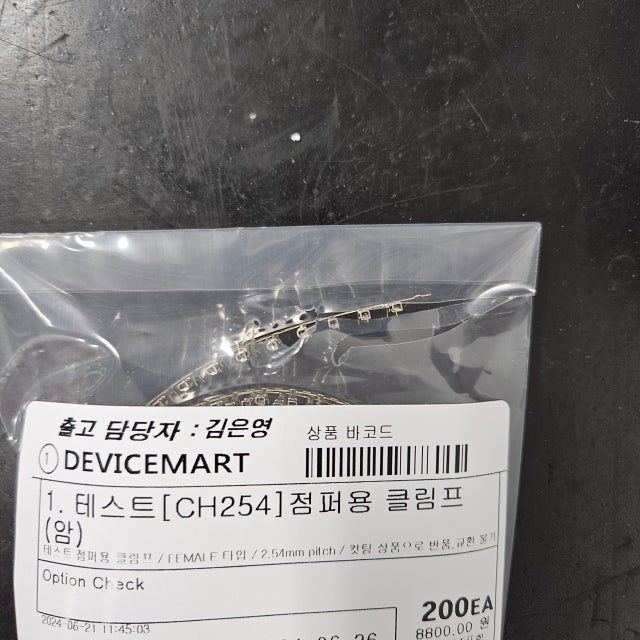 출고 담당자 : 김은영
상품 바코드
① DEVICEMART
1. 테스트[CH254]점퍼용 클림프
(암)
테스트 점퍼용 클림프 / FEMALE 타입 / 2.54mm pitch / 컷팅 상품으로 반품,교환 불가
Option Check
200EA
2024-06-21 11:45:03
8800.00 원